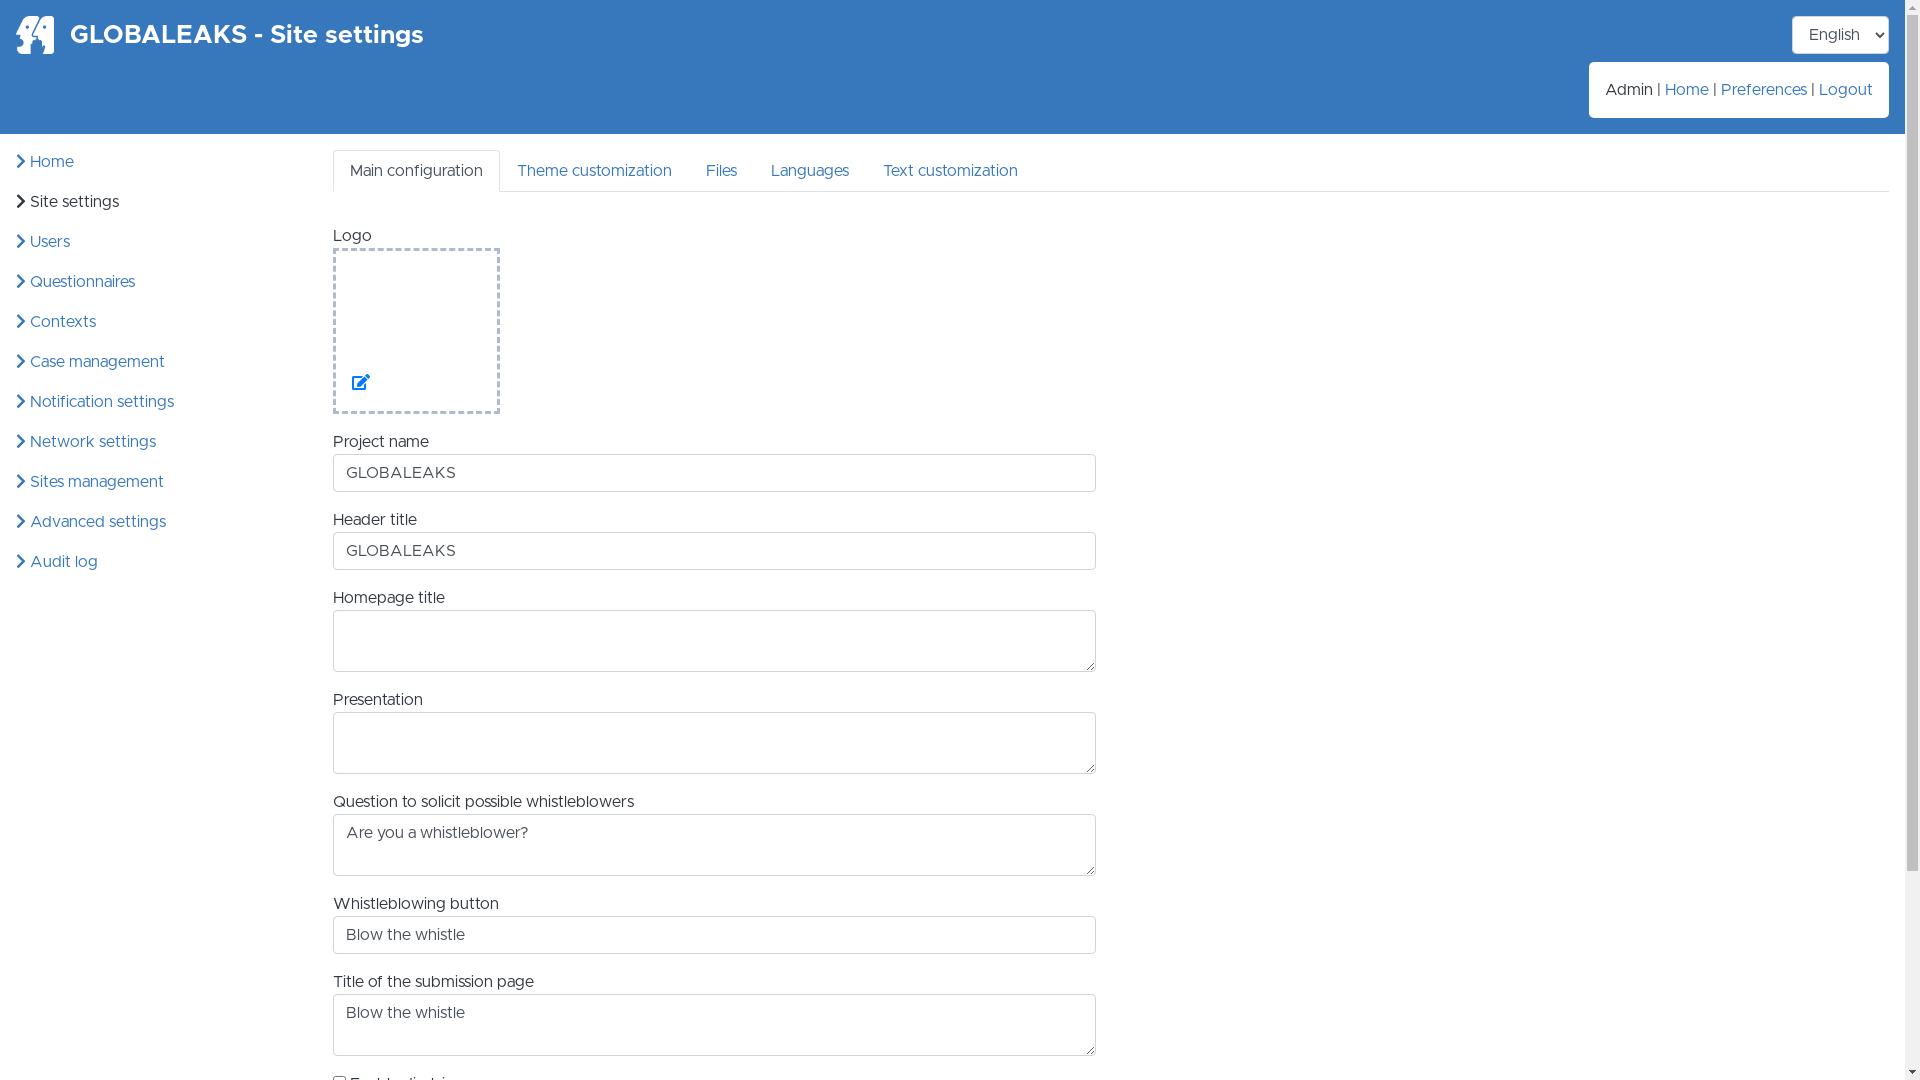 GLOBALEAKS - Site settings
English
Admin | Home | Preferences | Logout
Home
Site settings
Users
Questionnaires
Contexts
Case management
Notification settings
Network settings
Sites management
Advanced settings
Audit log
Main configuration
Theme customization
Files
Languages
Text customization
Logo
Project name
GLOBALEAKS
Header title
GLOBALEAKS
Homepage title
Presentation
Question to solicit possible whistleblowers
Are you a whistleblower?
Whistleblowing button
Blow the whistle
Title of the submission page
Blow the whistle